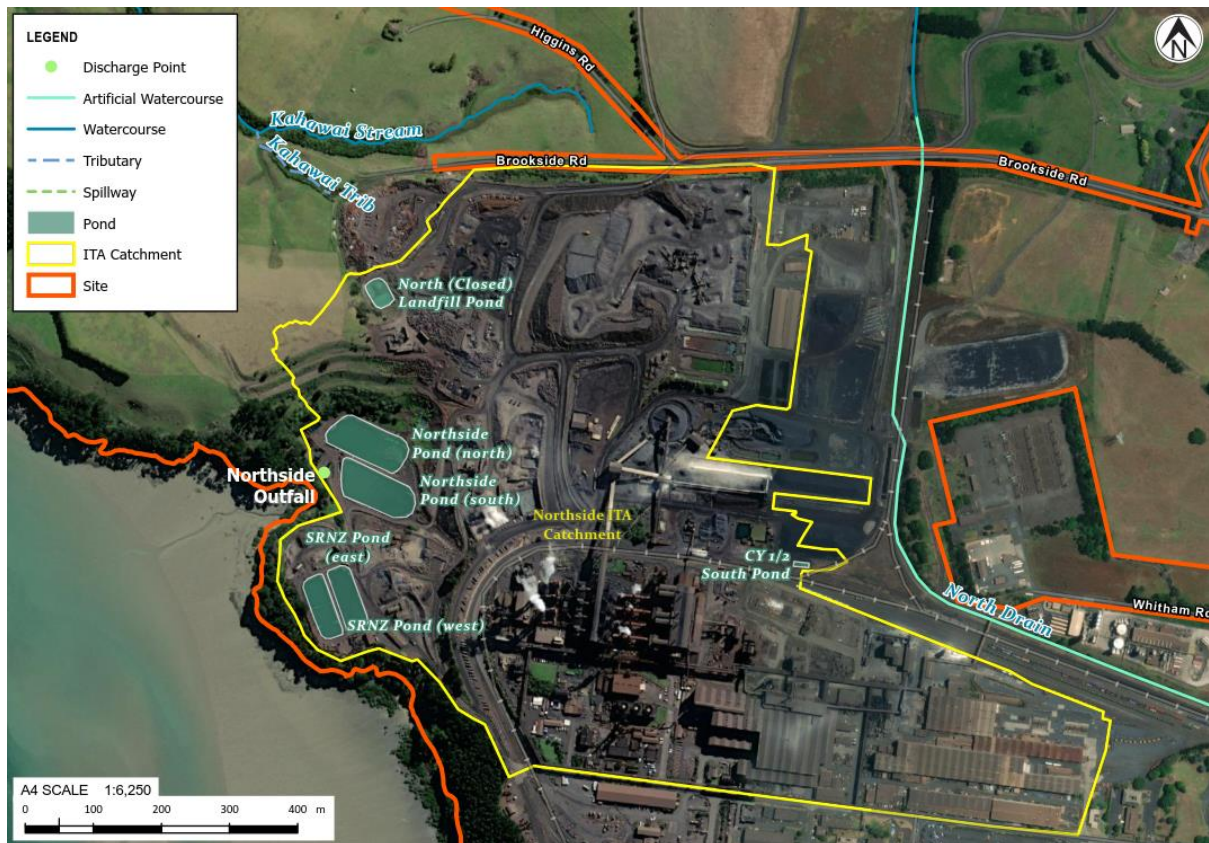 LEGEND
Discharge Point
Artificial Watercourse
Watercourse
Tributary
Spillway
Pond
ITA Catchment
Site
N
Higgins Rd
Kahawai Stream
Kahawai Trib
Brookside Rd
Brookside Rd
North (Closed)
Landfill Pond
Northside
Pond (north)
Northside
Outfall
Northside
Pond (south)
Northside ITA
Catchment
SRNZ Pond
(east)
CY 1/2
South Pond
SRNZ Pond (west)
North Drain
Whitham Rd
A4 SCALE 1:6,250
0 100 200 300 400 m